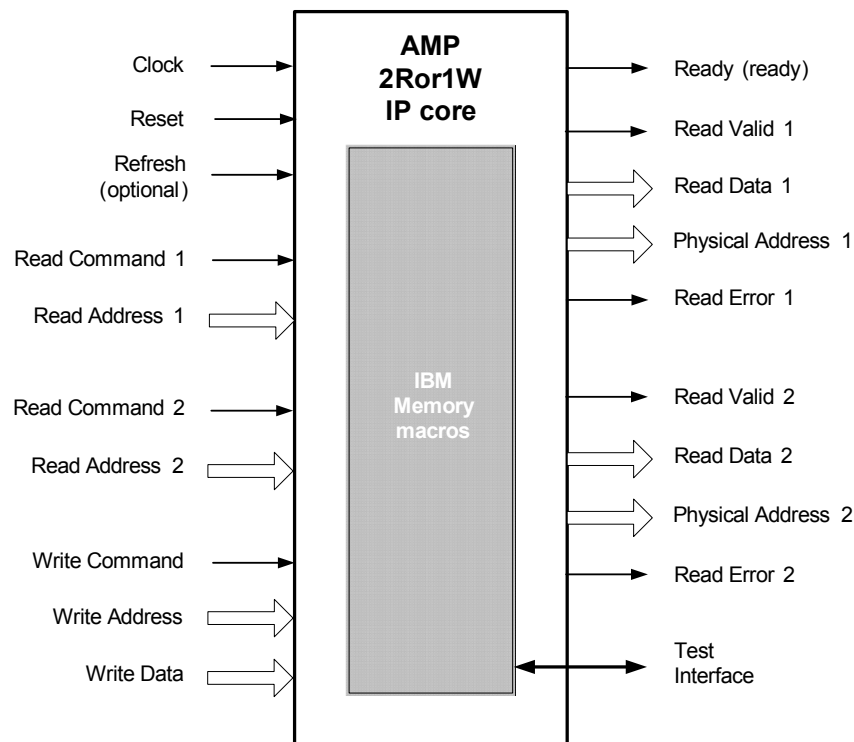 AMP
2Ror1W
IP core
Clock
Reset
Refresh
(optional)
Read Command 1
Read Address 1
Read Command 2
Read Address 2
Write Command
Write Address
Write Data
IBM
Memory
macros
Ready (ready)
Read Valid 1
Read Data 1
Physical Address 1
Read Error 1
Read Valid 2
Read Data 2
Physical Address 2
Read Error 2
Test
Interface